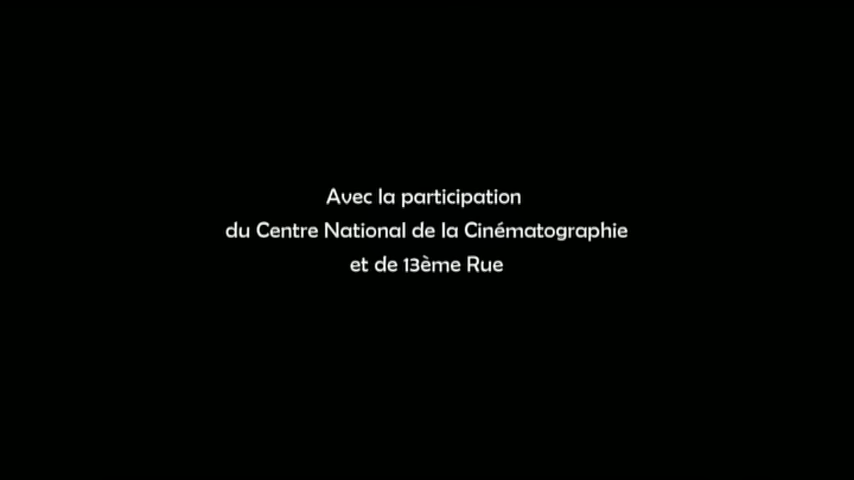 Avec la participation
du Centre National de la Cinématographie
et de 13ème Rue